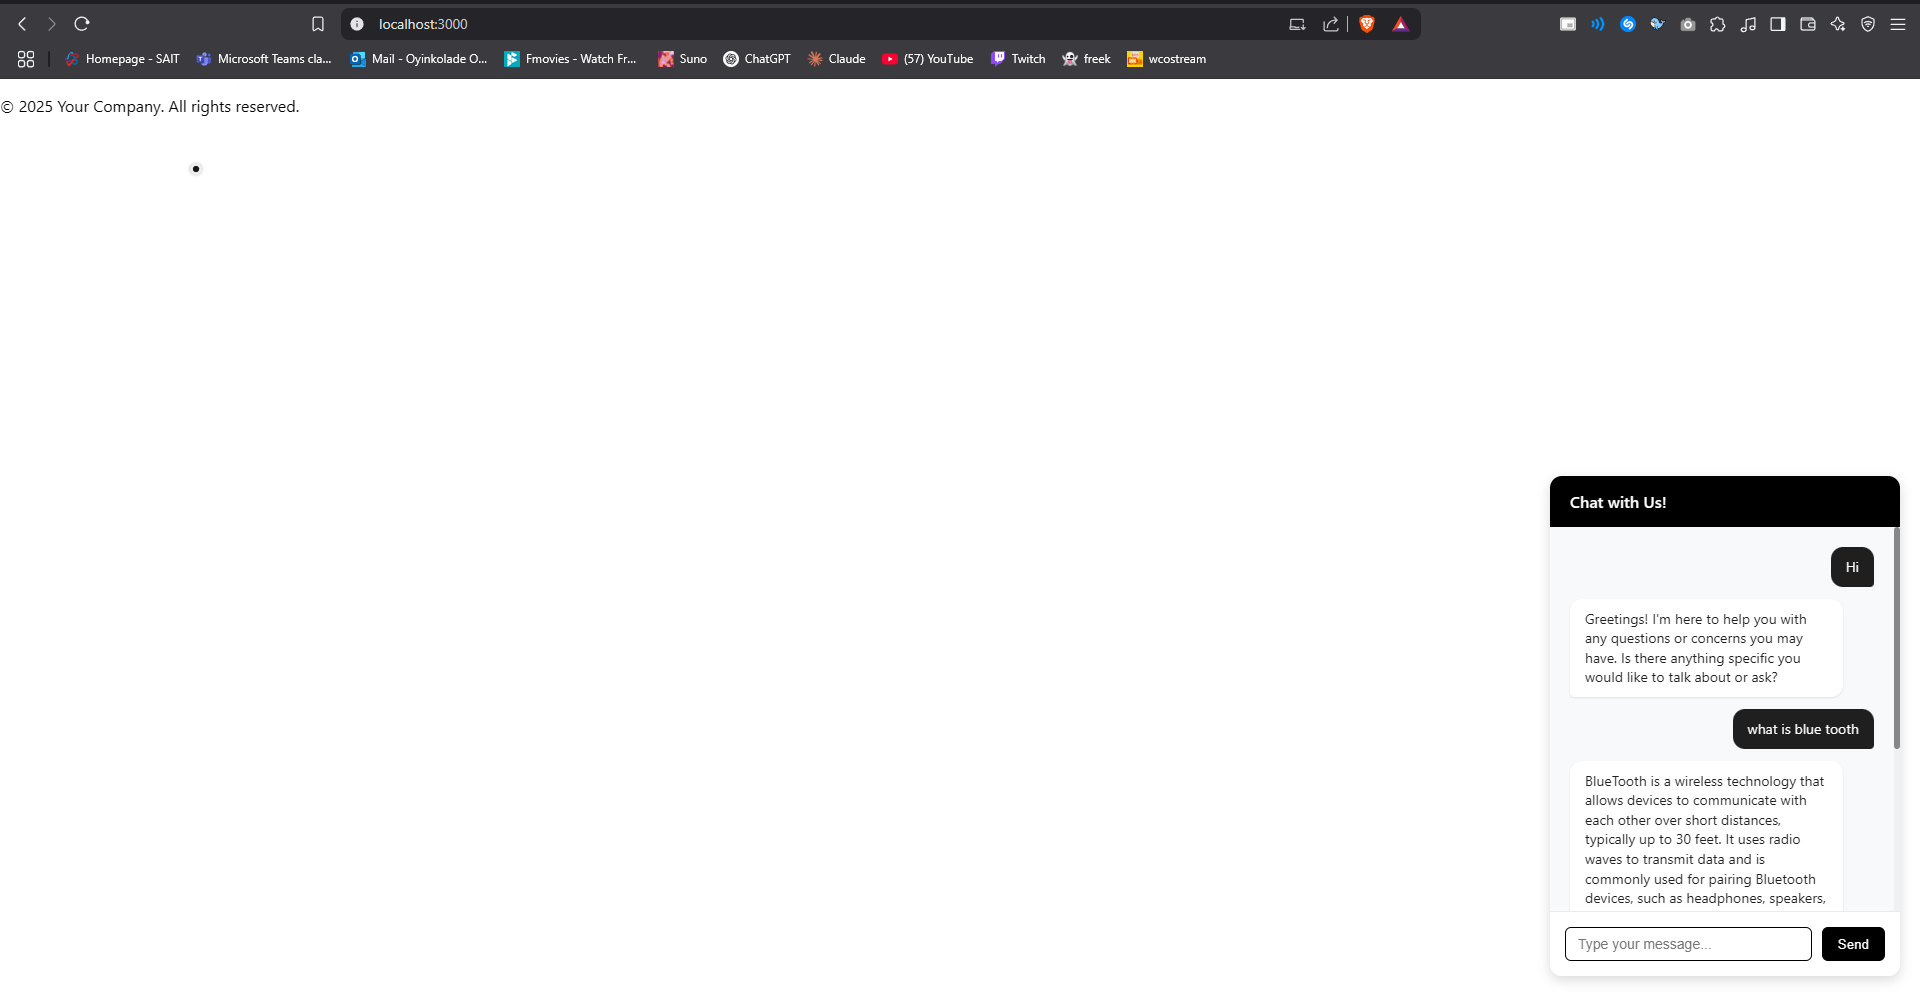 localhost:3000
Homepage - SAIT
Microsoft Teams cla...
Mail - Oyinkolade O...
Fmovies - Watch Fr...
Suno
ChatGPT
Claude
(57) YouTube
Twitch
freek
wcostream
© 2025 Your Company. All rights reserved.
Chat with Us!
Hi
Greetings! I'm here to help you with
any questions or concerns you may
have. Is there anything specific you
would like to talk about or ask?
what is blue tooth
BlueTooth is a wireless technology that
allows devices to communicate with
each other over short distances,
typically up to 30 feet. It uses radio
waves to transmit data and is
commonly used for pairing Bluetooth
devices, such as headphones, speakers,
Type your message...
Send